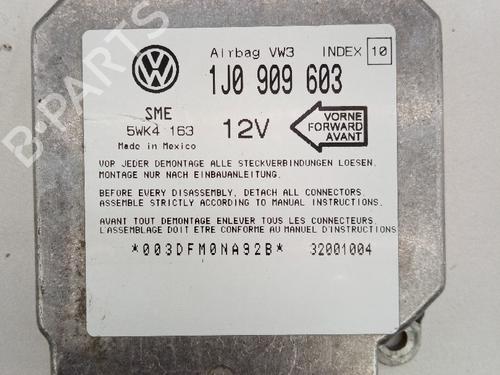 Airbag VW3 INDEX 10
1J0 909 603
SME
5WK4 163
Made in Mexico
12V
VORNE
FORWARD
AVANT
VOR JEDER DEMONTAGE ALLE STECKVERBINDUNGEN LOESEN.
MONTAGE NUR NACH EINBAUANLEITUNG.
BEFORE EVERY DISASSEMBLY, DETACH ALL CONNECTORS.
ASSEMBLE STRICTLY ACCORDING TO MANUAL INSTRUCTIONS.
AVANT TOUT DEMONTAGE ENLEVER TOUS LES CONNECTEURS.
L'ASSEMBLAGE DOIT ETRE CONFORME AU MANUEL D'INSTRUCTIONS
*003DFM0NA92B* 32001004
B-PARTS